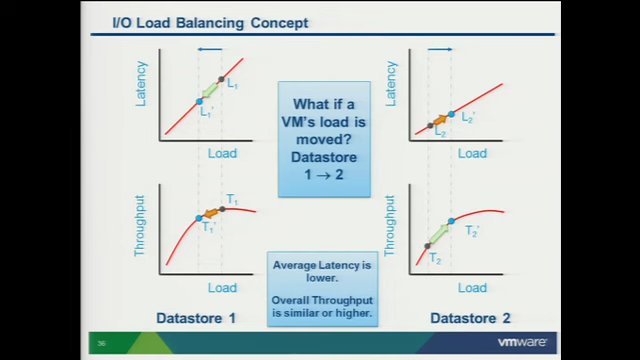 I/O Load Balancing Concept
Latency
L1
L1'
Load
What if a
VM's load is
moved?
Datastore
1 → 2
Latency
L2
L2'
Load
Throughput
T1
T1'
Load
Average Latency is
lower.
Overall Throughput
is similar or higher.
Throughput
T2
T2'
Load
Datastore 1
Datastore 2
36
vmware